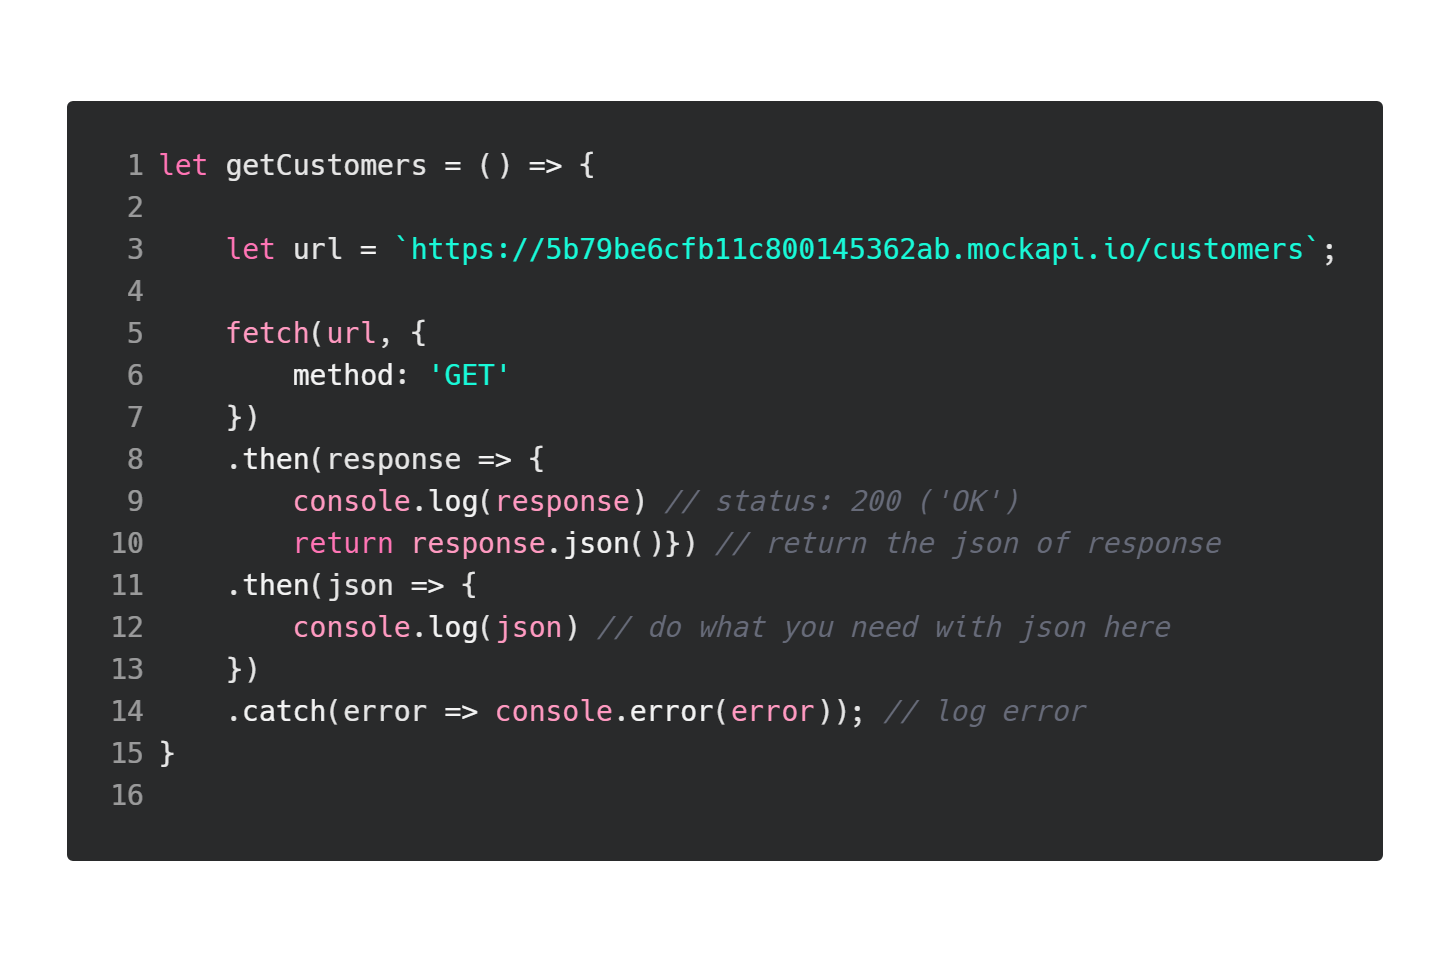 1 let getCustomers = () => {
2
3     let url = `https://5b79be6cfb11c800145362ab.mockapi.io/customers`;
4
5     fetch(url, {
6         method: 'GET'
7     })
8     .then(response => {
9         console.log(response) // status: 200 ('OK')
10         return response.json()}) // return the json of response
11     .then(json => {
12         console.log(json) // do what you need with json here
13     })
14     .catch(error => console.error(error)); // log error
15 }
16